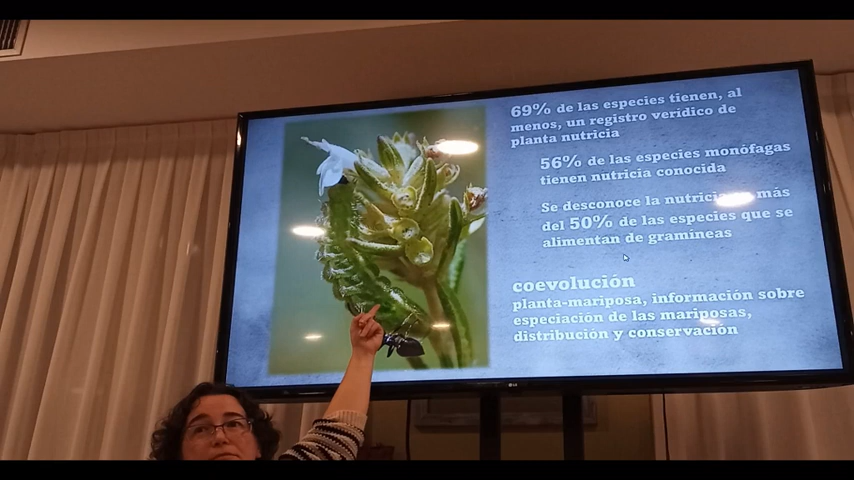 69% de las especies tienen, al
menos, un registro verídico de
planta nutricia
56% de las especies monófagas
tienen nutricia conocida
Se desconoce la más
del 50% de las especies que se
alimentan de gramíneas
coevolución
planta-mariposa, información sobre
especiación de las mariposas,
distribución y conservación
LG